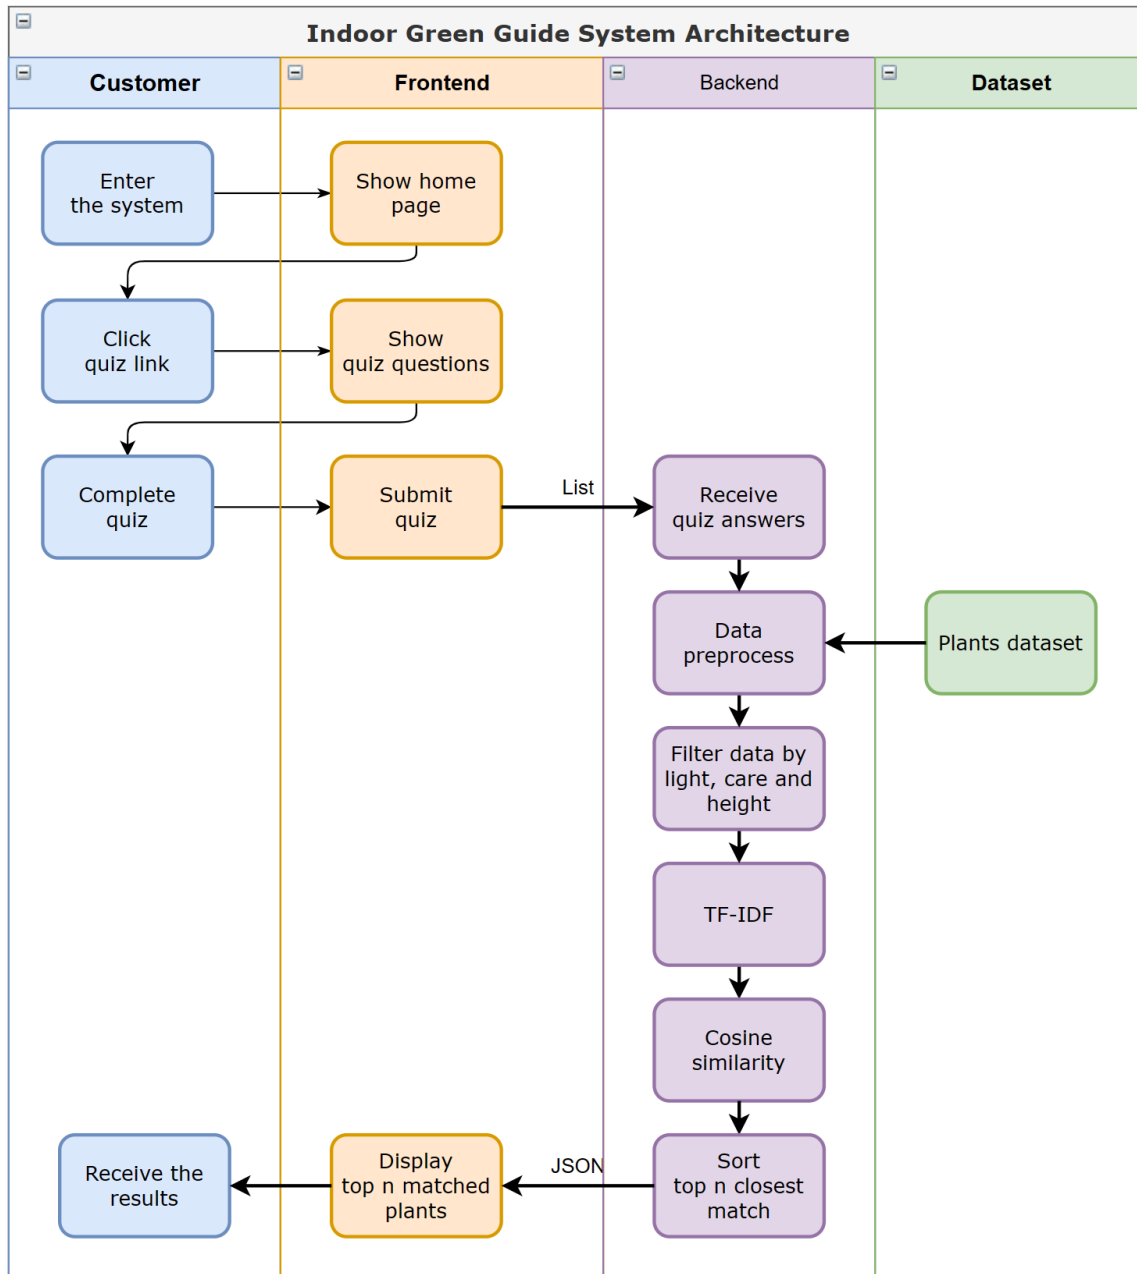 Indoor Green Guide System Architecture
Customer
Frontend
Backend
Dataset
Enter
the system
Show home
page
Click
quiz link
Show
quiz questions
Complete
quiz
Submit
quiz
List
Receive
quiz answers
Data
preprocess
Plants dataset
Filter data by
light, care and
height
TF-IDF
Cosine
similarity
Receive the
results
Display
top n matched
plants
JSON
Sort
top n closest
match